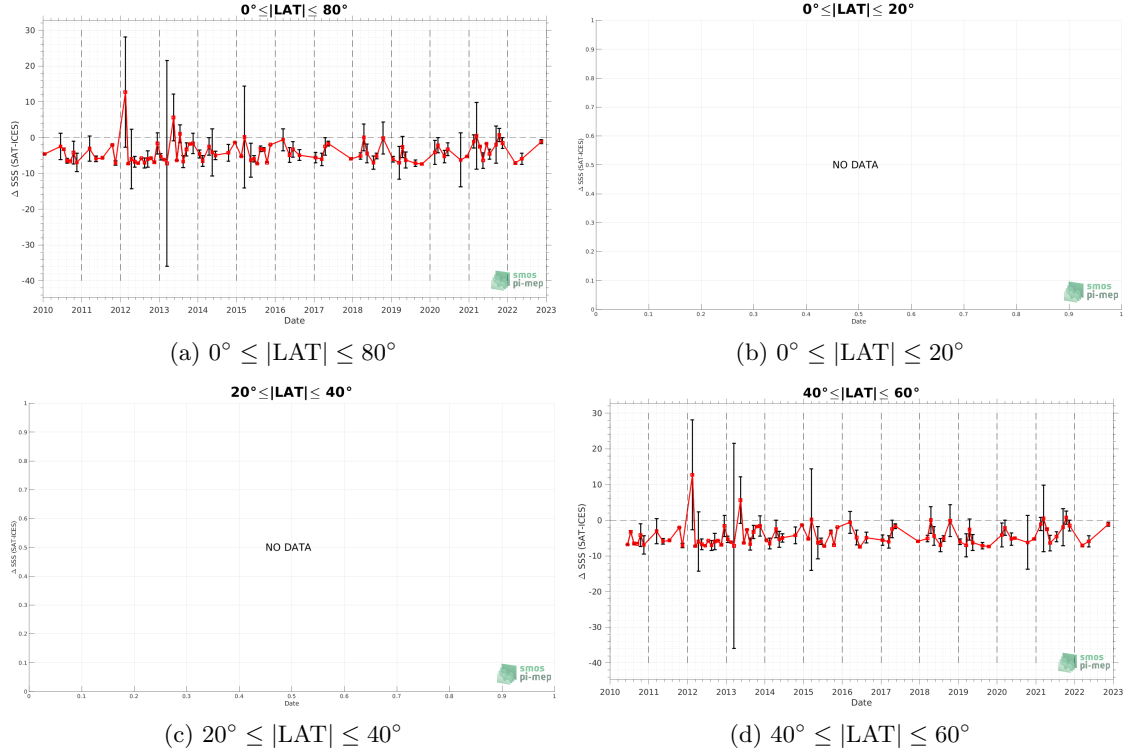 0°≤|LAT|≤ 80°
30
20
10
0
-10
-20
-30
-40
Δ SSS (SAT-ICES)
2010 2011 2012 2013 2014 2015 2016 2017 2018 2019 2020 2021 2022 2023
Date
smos
pi-mep
(a) 0° ≤ |LAT| ≤ 80°
0°≤|LAT|≤ 20°
1
0.9
0.8
0.7
0.6
0.5
0.4
0.3
0.2
0.1
0
Δ SSS (SAT-ICES)
NO DATA
0 0.1 0.2 0.3 0.4 0.5 0.6 0.7 0.8 0.9 1
Date
smos
pi-mep
(b) 0° ≤ |LAT| ≤ 20°
20°≤|LAT|≤ 40°
1
0.9
0.8
0.7
0.6
0.5
0.4
0.3
0.2
0.1
0
Δ SSS (SAT-ICES)
NO DATA
0 0.1 0.2 0.3 0.4 0.5 0.6 0.7 0.8 0.9 1
Date
smos
pi-mep
(c) 20° ≤ |LAT| ≤ 40°
40°≤|LAT|≤ 60°
30
20
10
0
-10
-20
-30
-40
Δ SSS (SAT-ICES)
2010 2011 2012 2013 2014 2015 2016 2017 2018 2019 2020 2021 2022 2023
Date
smos
pi-mep
(d) 40° ≤ |LAT| ≤ 60°